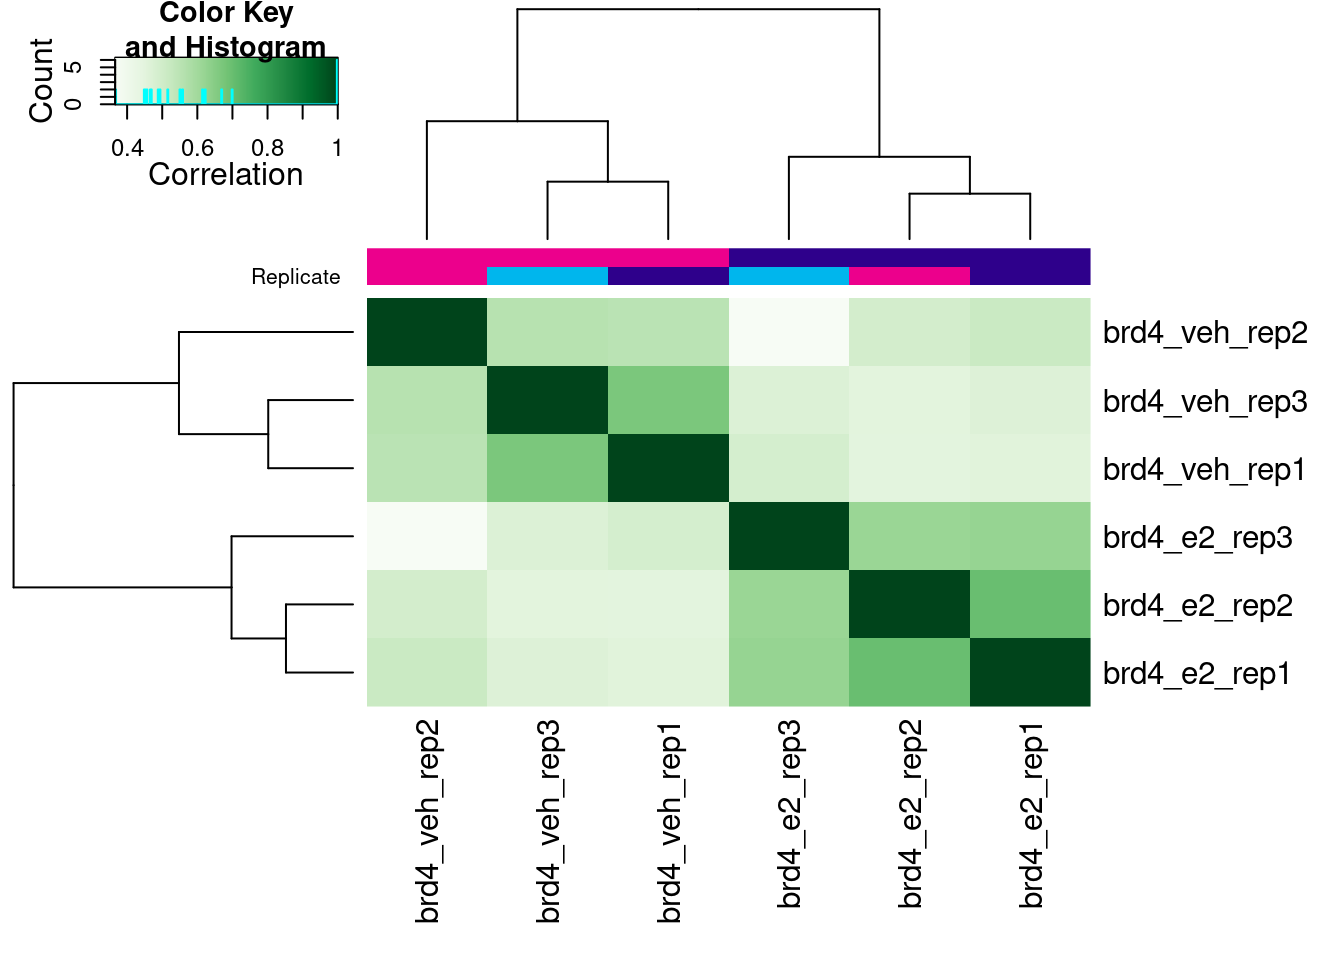 Color Key
and Histogram
Count
0 5
0.4 0.6 0.8 1
Correlation
Replicate
brd4_veh_rep2
brd4_veh_rep3
brd4_veh_rep1
brd4_e2_rep3
brd4_e2_rep2
brd4_e2_rep1
brd4_veh_rep2
brd4_veh_rep3
brd4_veh_rep1
brd4_e2_rep3
brd4_e2_rep2
brd4_e2_rep1